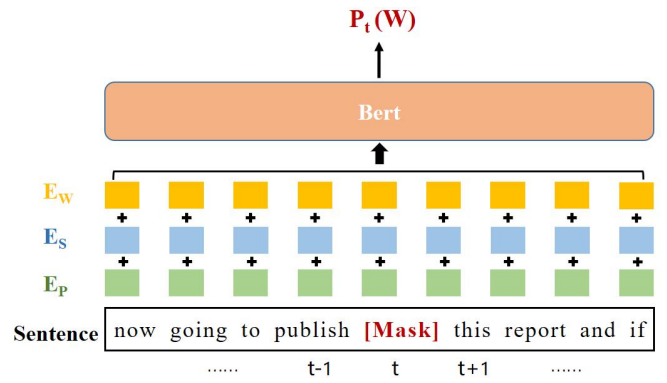 P_t (W)
Bert
E_W
+ + + + + + + + +
E_S
+ + + + + + + + +
E_P
Sentence now going to publish [Mask] this report and if
...... t-1 t t+1 ......